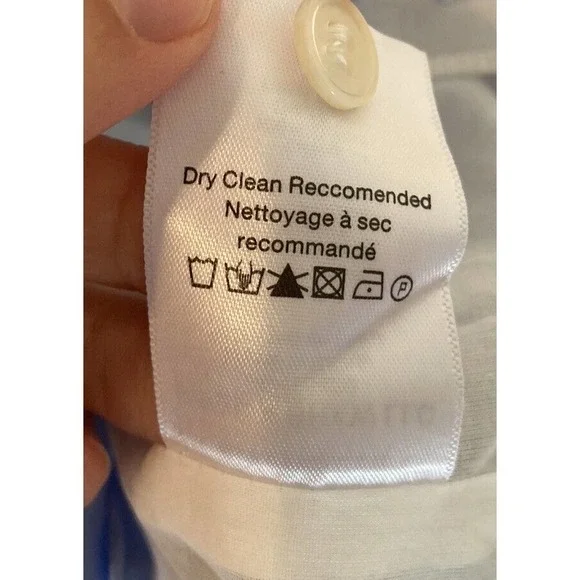 Dry Clean Reccomended
Nettoyage à sec
recommandé
P